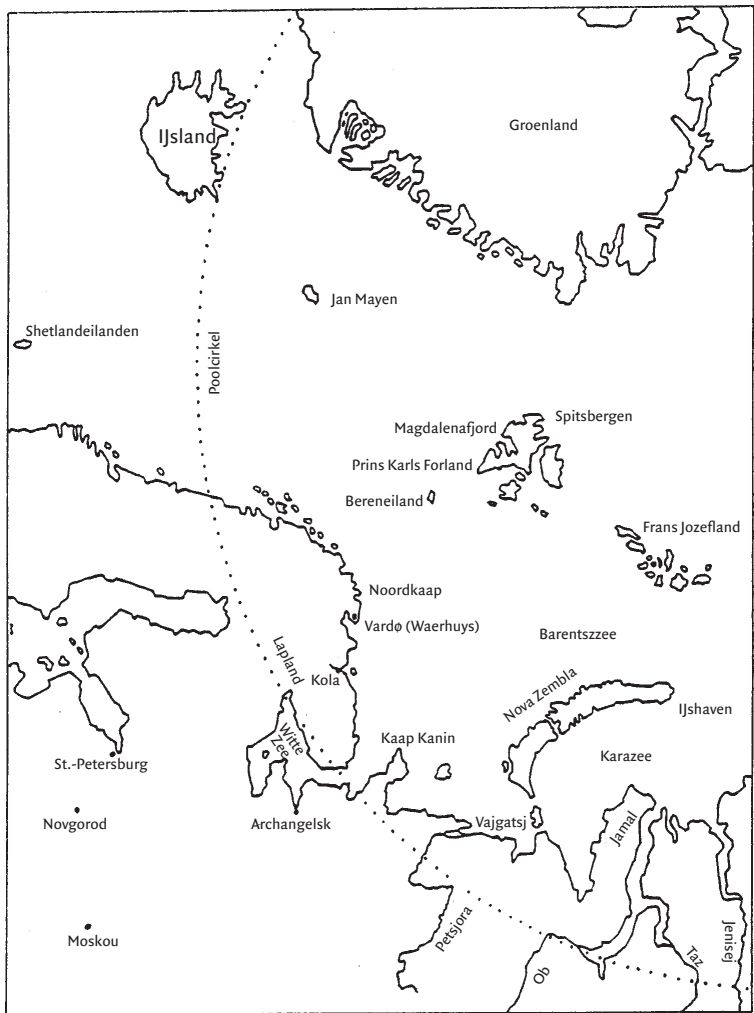 Groenland
IJsland
Jan Mayen
Shetlandeilanden
Poolcirkel
Spitsbergen
Magdalenafjord
Prins Karls Forland
Bereneiland
Frans Jozefland
Noordkaap
Vardø (Waerhuys)
Barentszzee
Lapland
Kola
Nova Zembla
IJshaven
Witte
Zee
Kaap Kanin
Karazee
St.-Petersburg
Novgorod
Archangelsk
Vajgatsj
Jamal
Moskou
Petsjora
Ob
Taz
Jenisej